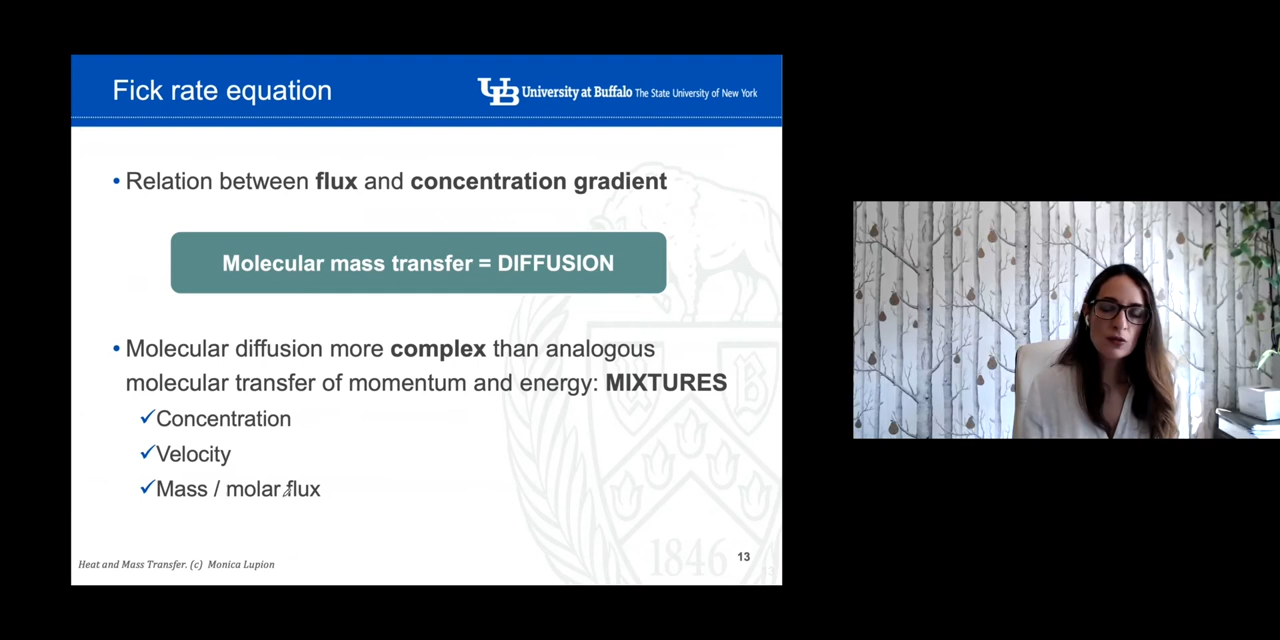 Fick rate equation
UB University at Buffalo The State University of New York
• Relation between flux and concentration gradient
Molecular mass transfer = DIFFUSION
• Molecular diffusion more complex than analogous
molecular transfer of momentum and energy: MIXTURES
✓Concentration
✓Velocity
✓Mass / molar flux
1846
Heat and Mass Transfer. (c) Monica Lupion
13